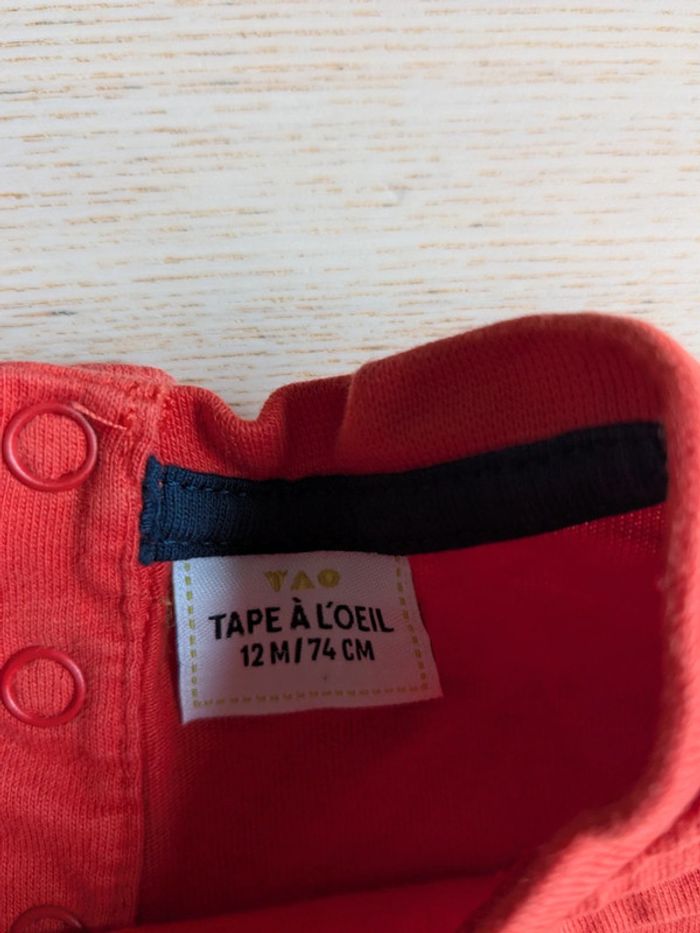 TAO
TAPE À L'OEIL
12 M/74 CM